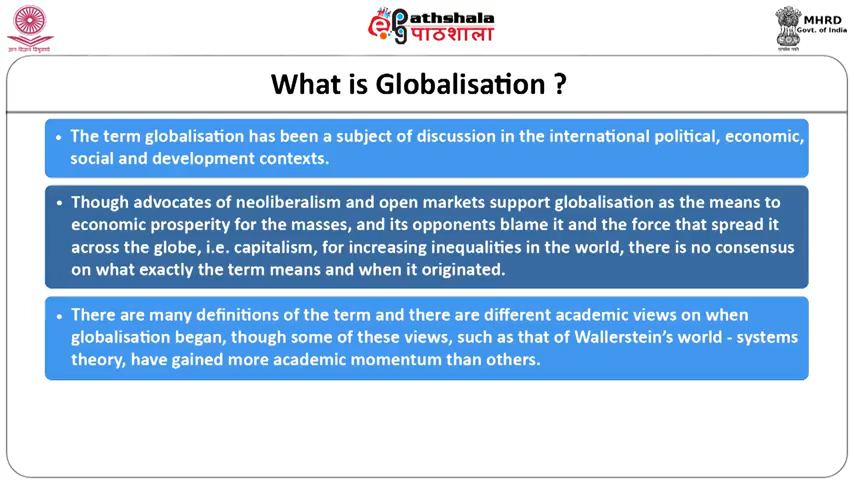 Pathshala
पाठशाला
MHRD
Govt. of India
What is Globalisation ?
• The term globalisation has been a subject of discussion in the international political, economic,
social and development contexts.
• Though advocates of neoliberalism and open markets support globalisation as the means to
economic prosperity for the masses, and its opponents blame it and the force that spread it
across the globe, i.e. capitalism, for increasing inequalities in the world, there is no consensus
on what exactly the term means and when it originated.
• There are many definitions of the term and there are different academic views on when
globalisation began, though some of these views, such as that of Wallerstein’s world - systems
theory, have gained more academic momentum than others.